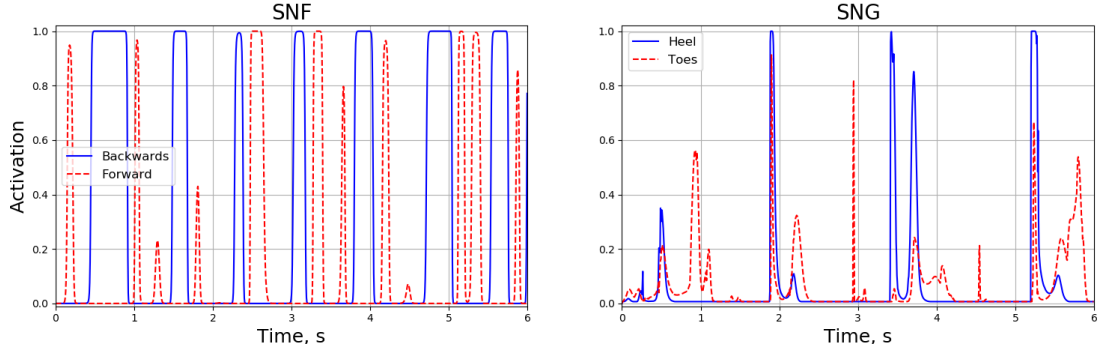 SNF
SNG
Activation
1.0
0.8
0.6
0.4
0.2
0.0
Backwards
Forward
0 1 2 3 4 5 6
Time, s
1.0
0.8
0.6
0.4
0.2
0.0
Heel
Toes
0 1 2 3 4 5 6
Time, s